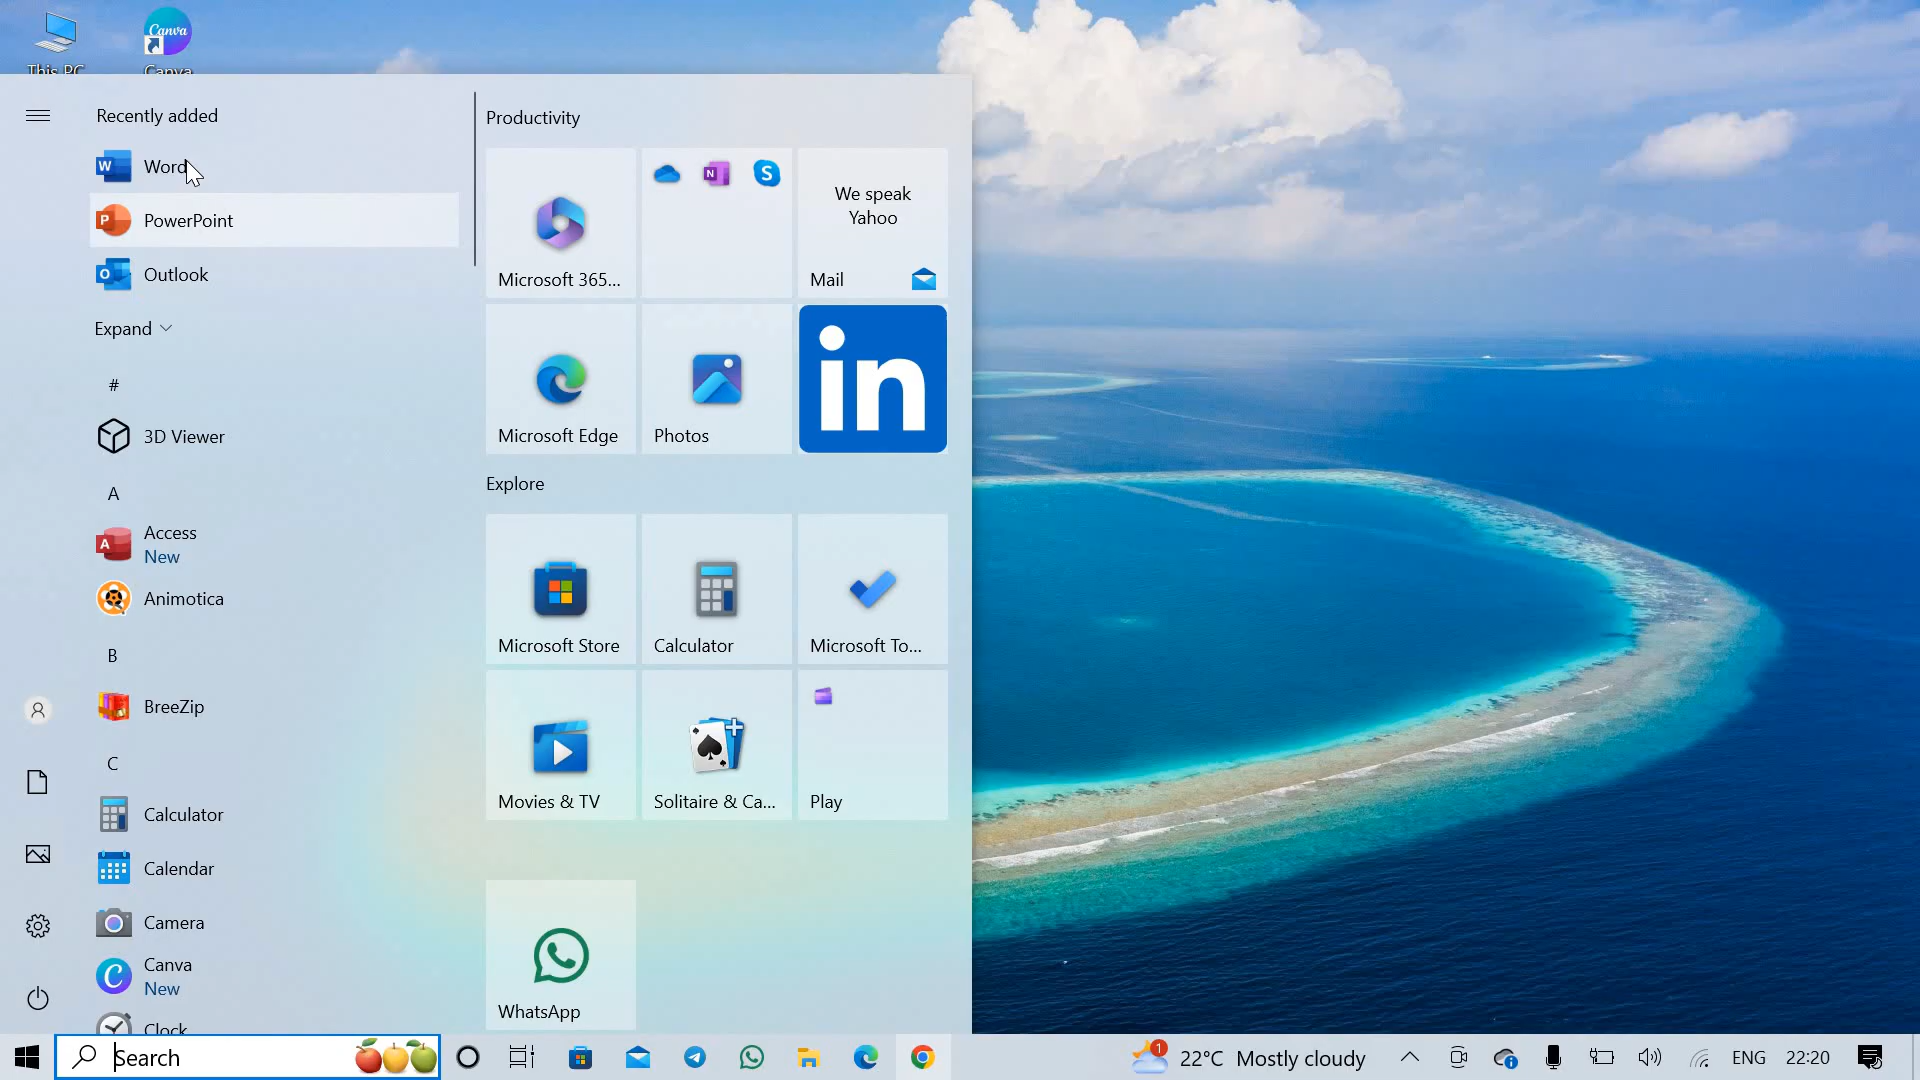 This PC
Canva
Canva
Recently added
Word
PowerPoint
Outlook
Expand
#
3D Viewer
A
Access
New
Animotica
B
BreeZip
C
Calculator
Calendar
Camera
Canva
New
Clock
Productivity
Microsoft 365...
We speak
Yahoo
Mail
Microsoft Edge
Photos
in
Explore
Microsoft Store
Calculator
Microsoft To...
Movies & TV
Solitaire & Ca...
Play
WhatsApp
Search
1
22°C Mostly cloudy
ENG
22:20